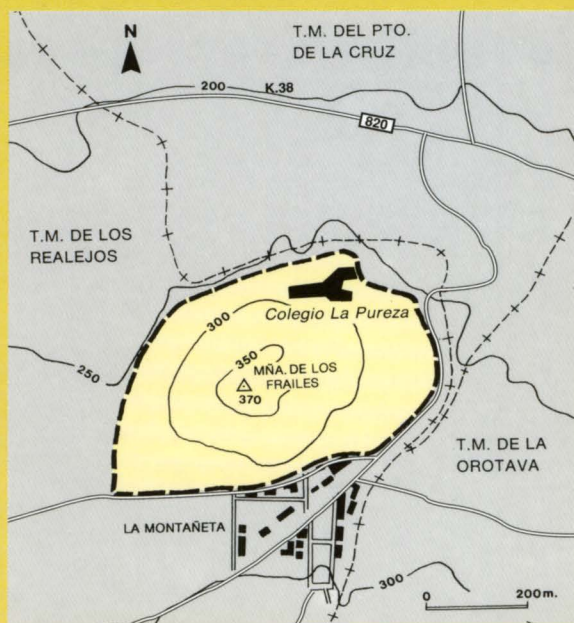 N
T.M. DEL PTO.
DE LA CRUZ
200
K.38
820
T.M. DE LOS
REALEJOS
Colegio La Pureza
300
350
MÑA. DE LOS
FRAILES
370
250
T.M. DE LA
OROTAVA
LA MONTAÑETA
300
0 200 m.